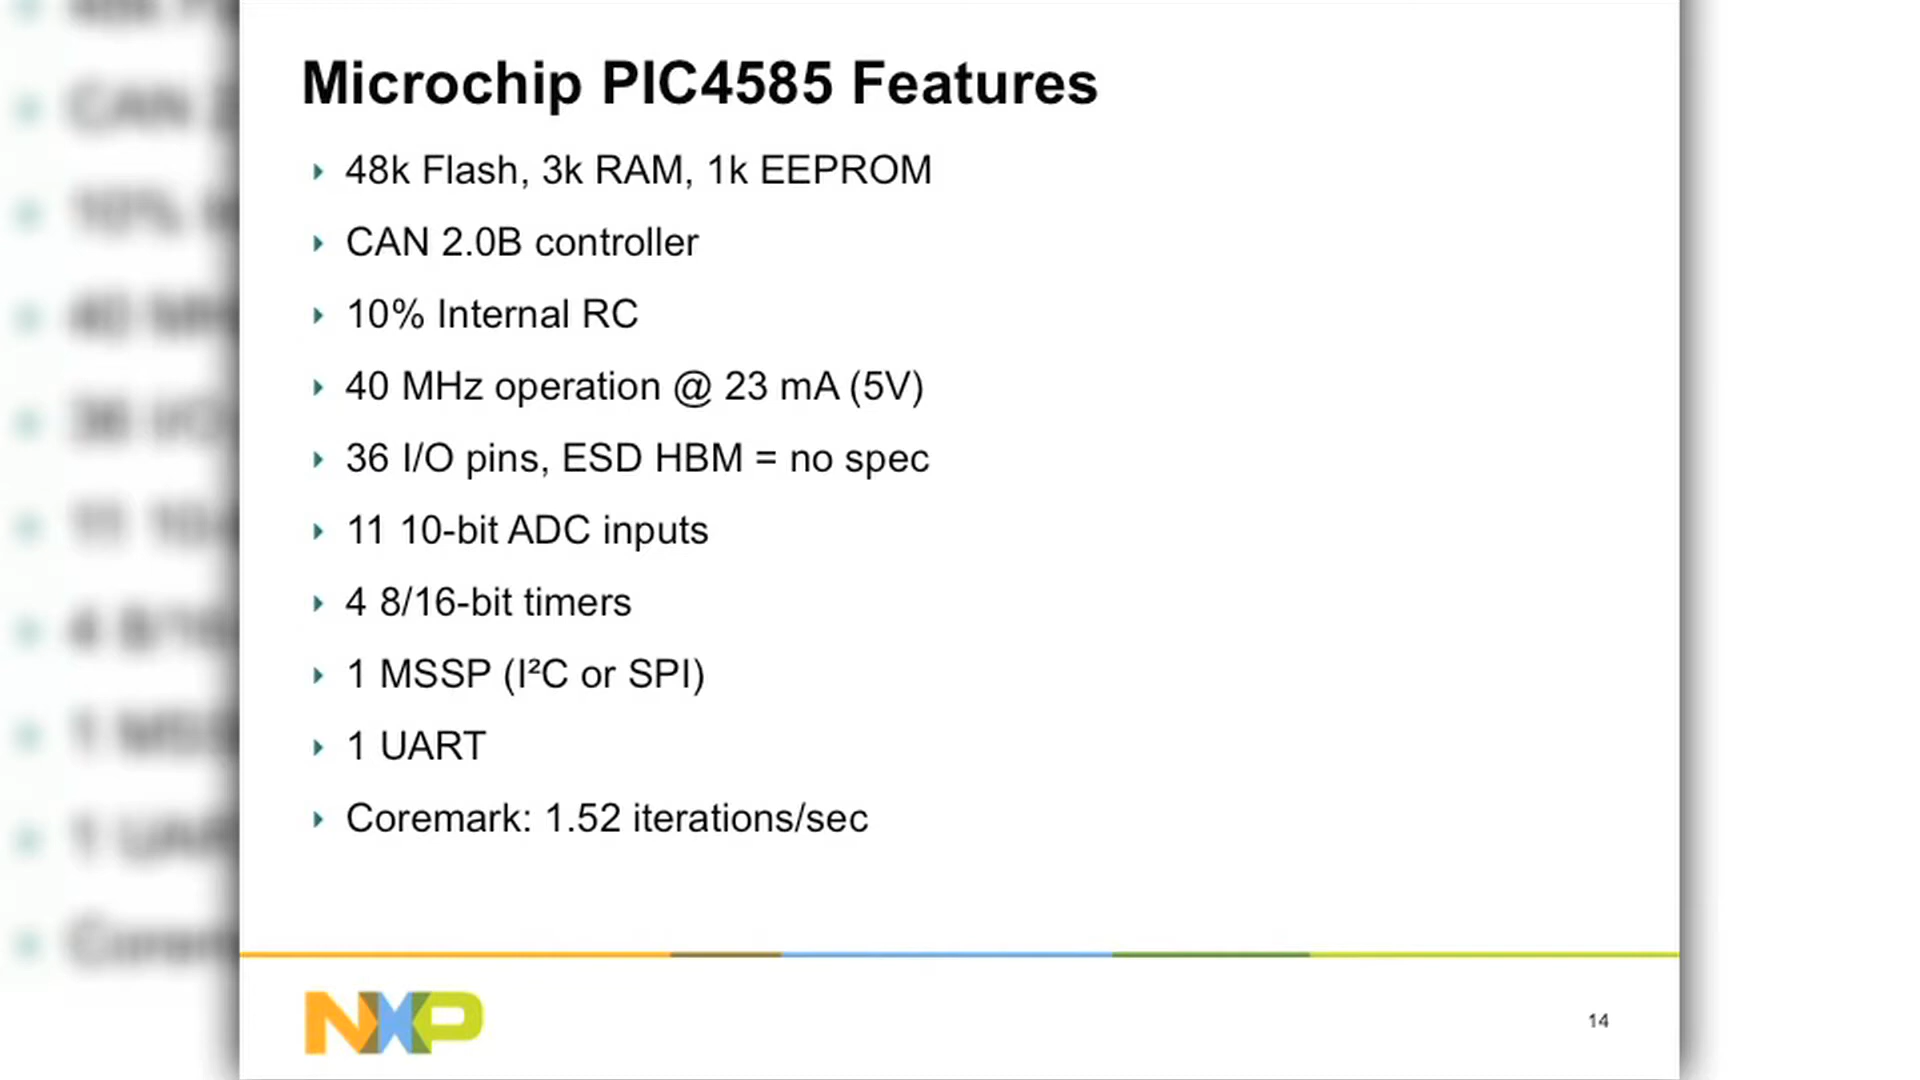 Microchip PIC4585 Features
48k Flash, 3k RAM, 1k EEPROM
CAN 2.0B controller
10% Internal RC
40 MHz operation @ 23 mA (5V)
36 I/O pins, ESD HBM = no spec
11 10-bit ADC inputs
4 8/16-bit timers
1 MSSP (I²C or SPI)
1 UART
Coremark: 1.52 iterations/sec
NXP
14